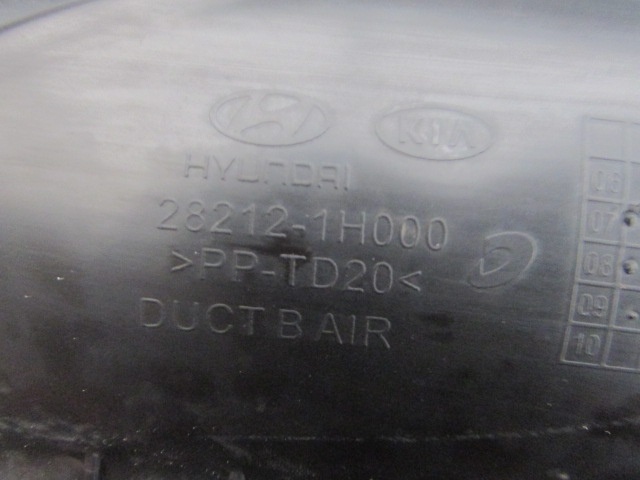 KIA
HYUNDAI
28212-1H000
>PP-TD20<
DUCT B AIR
06
07
08
09
10